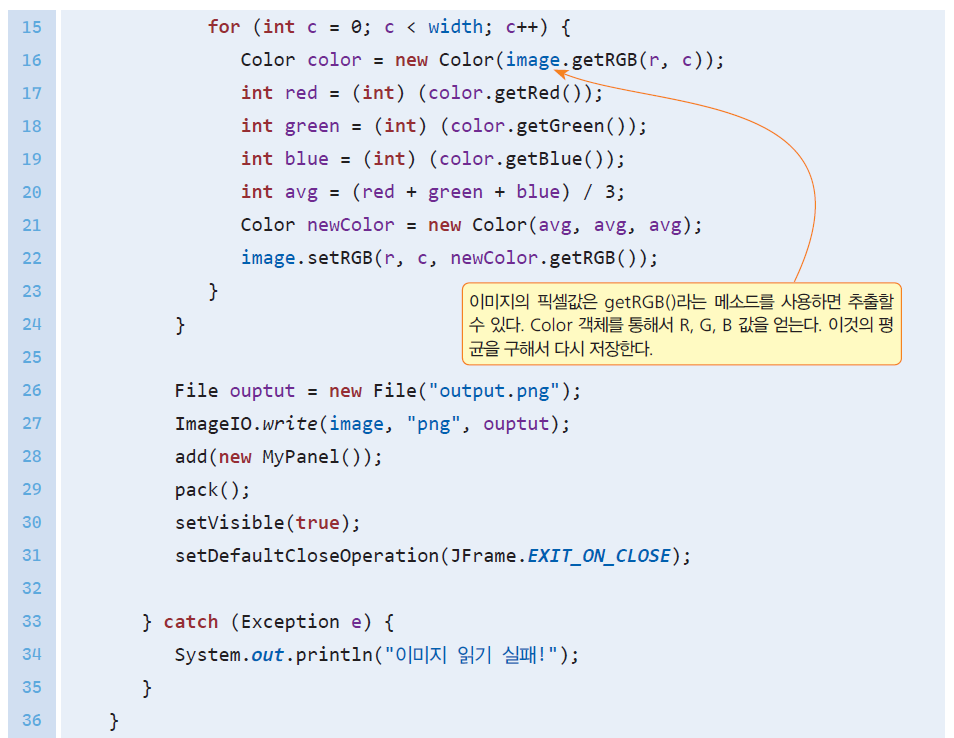 15 for (int c = 0; c < width; c++) {
16 Color color = new Color(image.getRGB(r, c));
17 int red = (int) (color.getRed());
18 int green = (int) (color.getGreen());
19 int blue = (int) (color.getBlue());
20 int avg = (red + green + blue) / 3;
21 Color newColor = new Color(avg, avg, avg);
22 image.setRGB(r, c, newColor.getRGB());
23 }
24 }
이미지의 픽셀값은 getRGB()라는 메소드를 사용하면 추출할
수 있다. Color 객체를 통해서 R, G, B 값을 얻는다. 이것의 평
균을 구해서 다시 저장한다.
25
26 File ouptut = new File("output.png");
27 ImageIO.write(image, "png", ouptut);
28 add(new MyPanel());
29 pack();
30 setVisible(true);
31 setDefaultCloseOperation(JFrame.EXIT_ON_CLOSE);
32
33 } catch (Exception e) {
34 System.out.println("이미지 읽기 실패!");
35 }
36 }